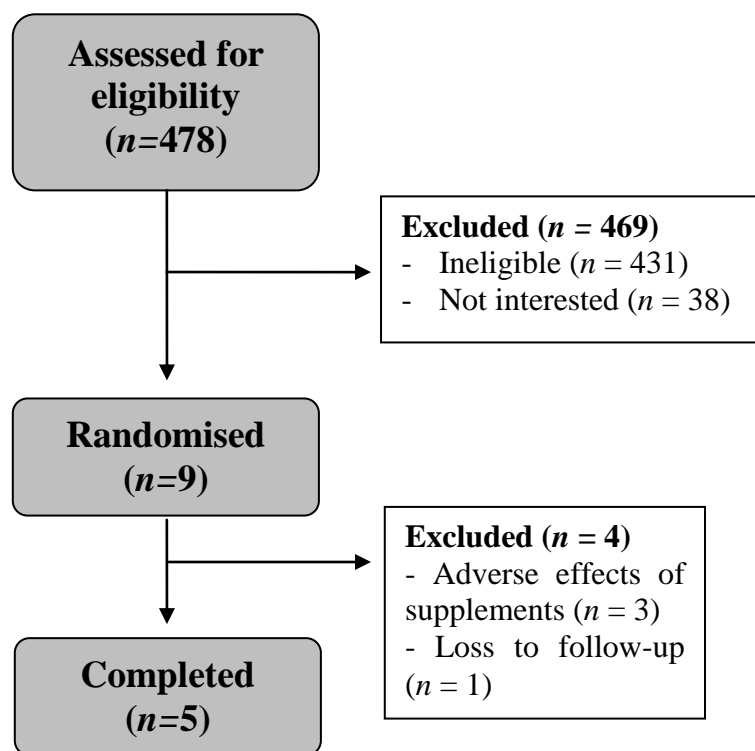 Assessed for
eligibility
(n=478)
Excluded (n = 469)
- Ineligible (n = 431)
- Not interested (n = 38)
Randomised
(n=9)
Excluded (n = 4)
- Adverse effects of
supplements (n = 3)
- Loss to follow-up
(n = 1)
Completed
(n=5)